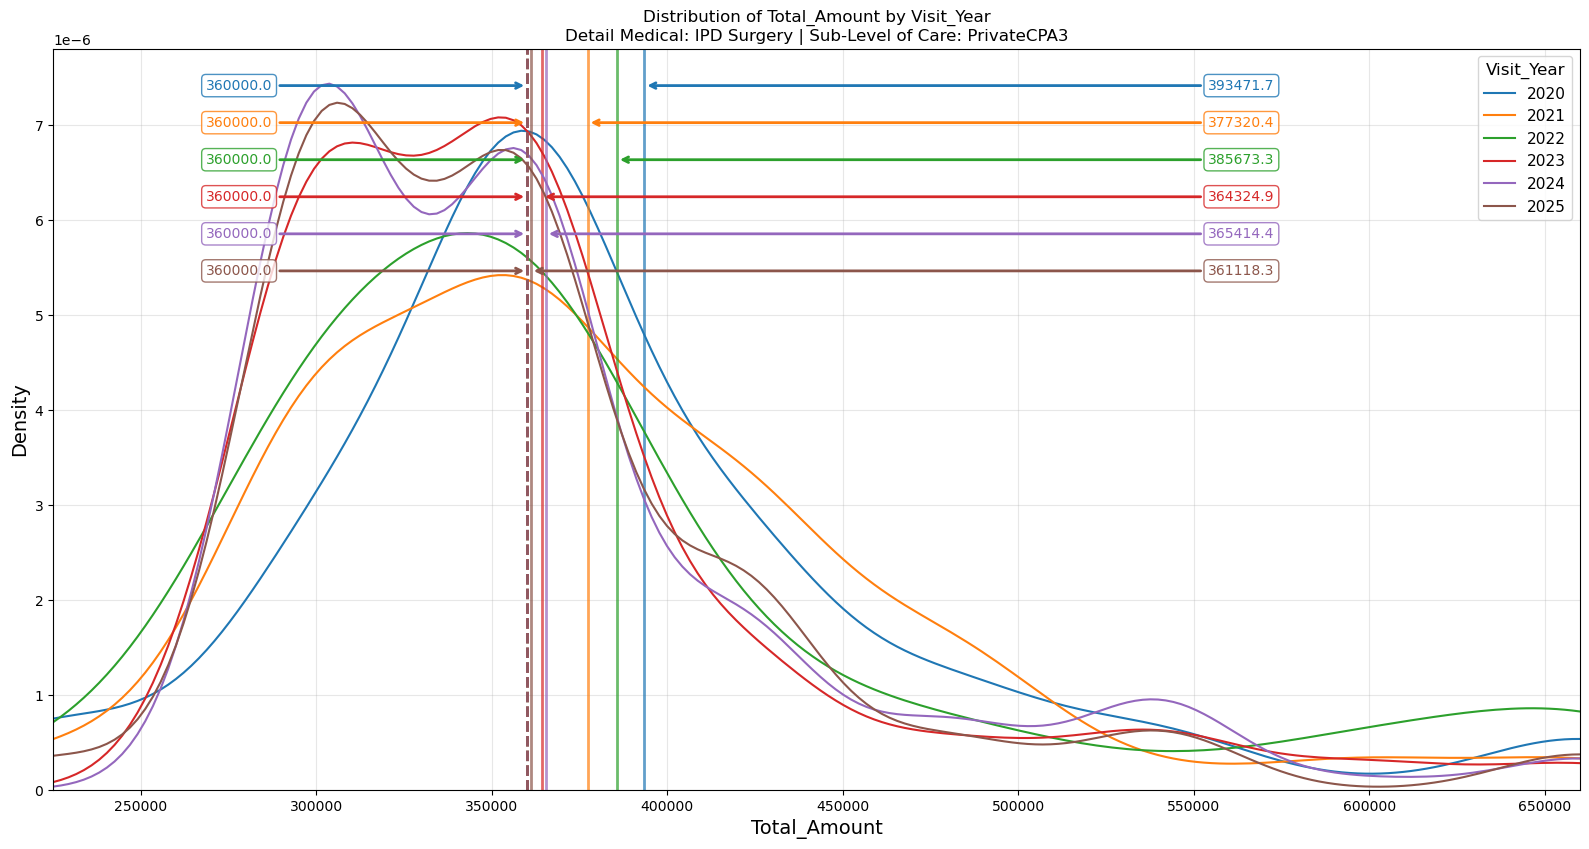 Distribution of Total_Amount by Visit_Year
Detail Medical: IPD Surgery | Sub-Level of Care: PrivateCPA3
1e−6
Visit_Year
2020
2021
2022
2023
2024
2025
360000.0 393471.7
360000.0 377320.4
360000.0 385673.3
360000.0 364324.9
360000.0 365414.4
360000.0 361118.3
7
6
5
4
3
2
1
0
Density
250000 300000 350000 400000 450000 500000 550000 600000 650000
Total_Amount